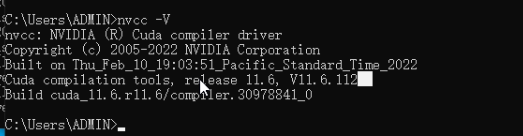 C:\Users\ADMIN>nvcc -V
nvcc: NVIDIA (R) Cuda compiler driver
Copyright (c) 2005-2022 NVIDIA Corporation
Built on Thu_Feb_10_19:03:51_Pacific_Standard_Time_2022
Cuda compilation tools, release 11.6, V11.6.112
Build cuda_11.6.r11.6/compiler.30978841_0
C:\Users\ADMIN>